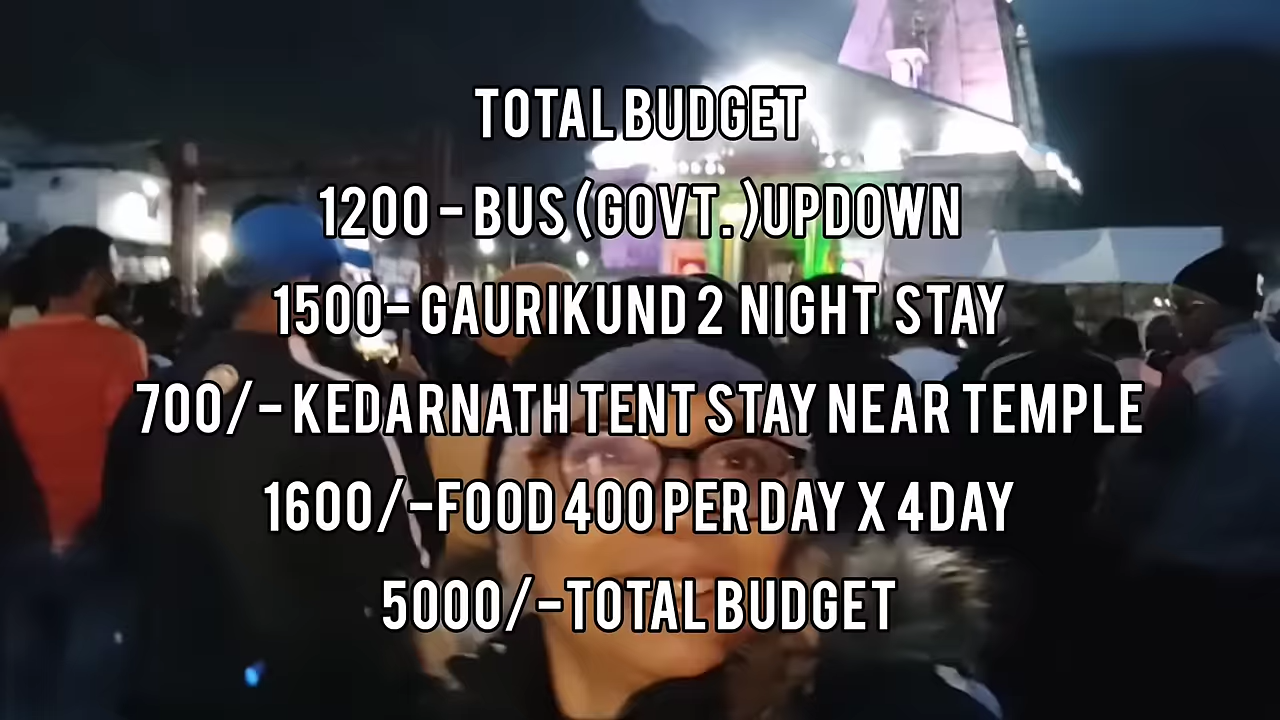 TOTAL BUDGET
1200 - BUS (GOVT. )UPDOWN
1500- GAURIKUND 2 NIGHT STAY
700/- KEDARNATH TENT STAY NEAR TEMPLE
1600/-FOOD 400 PER DAY X 4DAY
5000/-TOTAL BUDGET